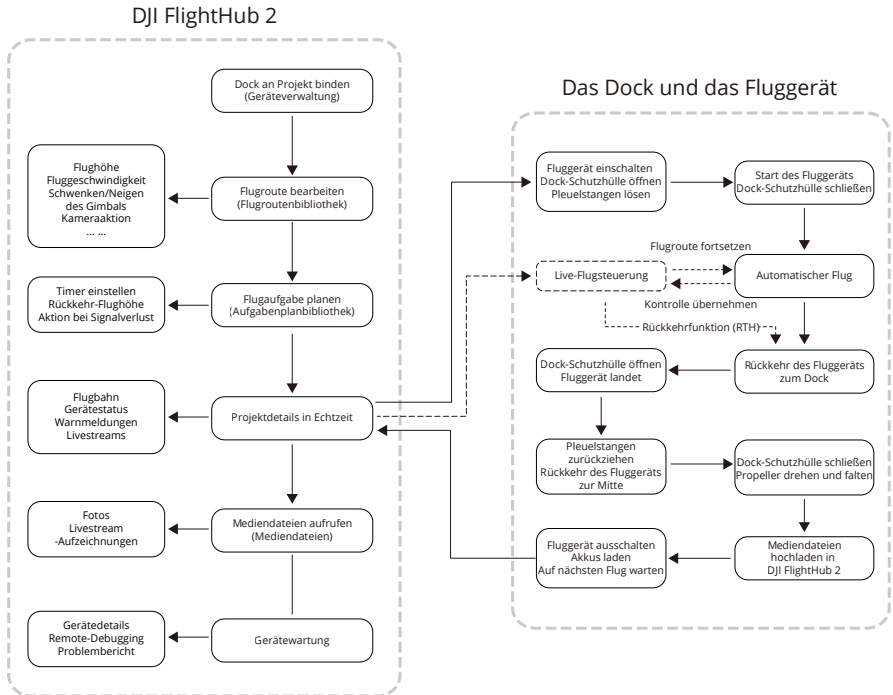 DJI FlightHub 2
Dock an Projekt binden
(Geräteverwaltung)
Flughöhe
Fluggeschwindigkeit
Schwenken/Neigen
des Gimbals
Kameraaktion
... ...
Flugroute bearbeiten
(Flugroutenbibliothek)
Timer einstellen
Rückkehr-Flughöhe
Aktion bei Signalverlust
Flugaufgabe planen
(Aufgabenplanbibliothek)
Flugbahn
Gerätestatus
Warnmeldungen
Livestreams
Projektdetails in Echtzeit
Fotos
Livestream
-Aufzeichnungen
Mediendateien aufrufen
(Mediendateien)
Gerätedetails
Remote-Debugging
Problembericht
Gerätewartung
Das Dock und das Fluggerät
Fluggerät einschalten
Dock-Schutzhülle öffnen
Pleuelstangen lösen
Start des Fluggeräts
Dock-Schutzhülle schließen
Flugroute fortsetzen
Live-Flugsteuerung
Automatischer Flug
Kontrolle übernehmen
Rückkehrfunktion (RTH)
Dock-Schutzhülle öffnen
Fluggerät landet
Rückkehr des Fluggeräts
zum Dock
Pleuelstangen
zurückziehen
Rückkehr des Fluggeräts
zur Mitte
Dock-Schutzhülle schließen
Propeller drehen und falten
Fluggerät ausschalten
Akkus laden
Auf nächsten Flug warten
Mediendateien
hochladen in
DJI FlightHub 2